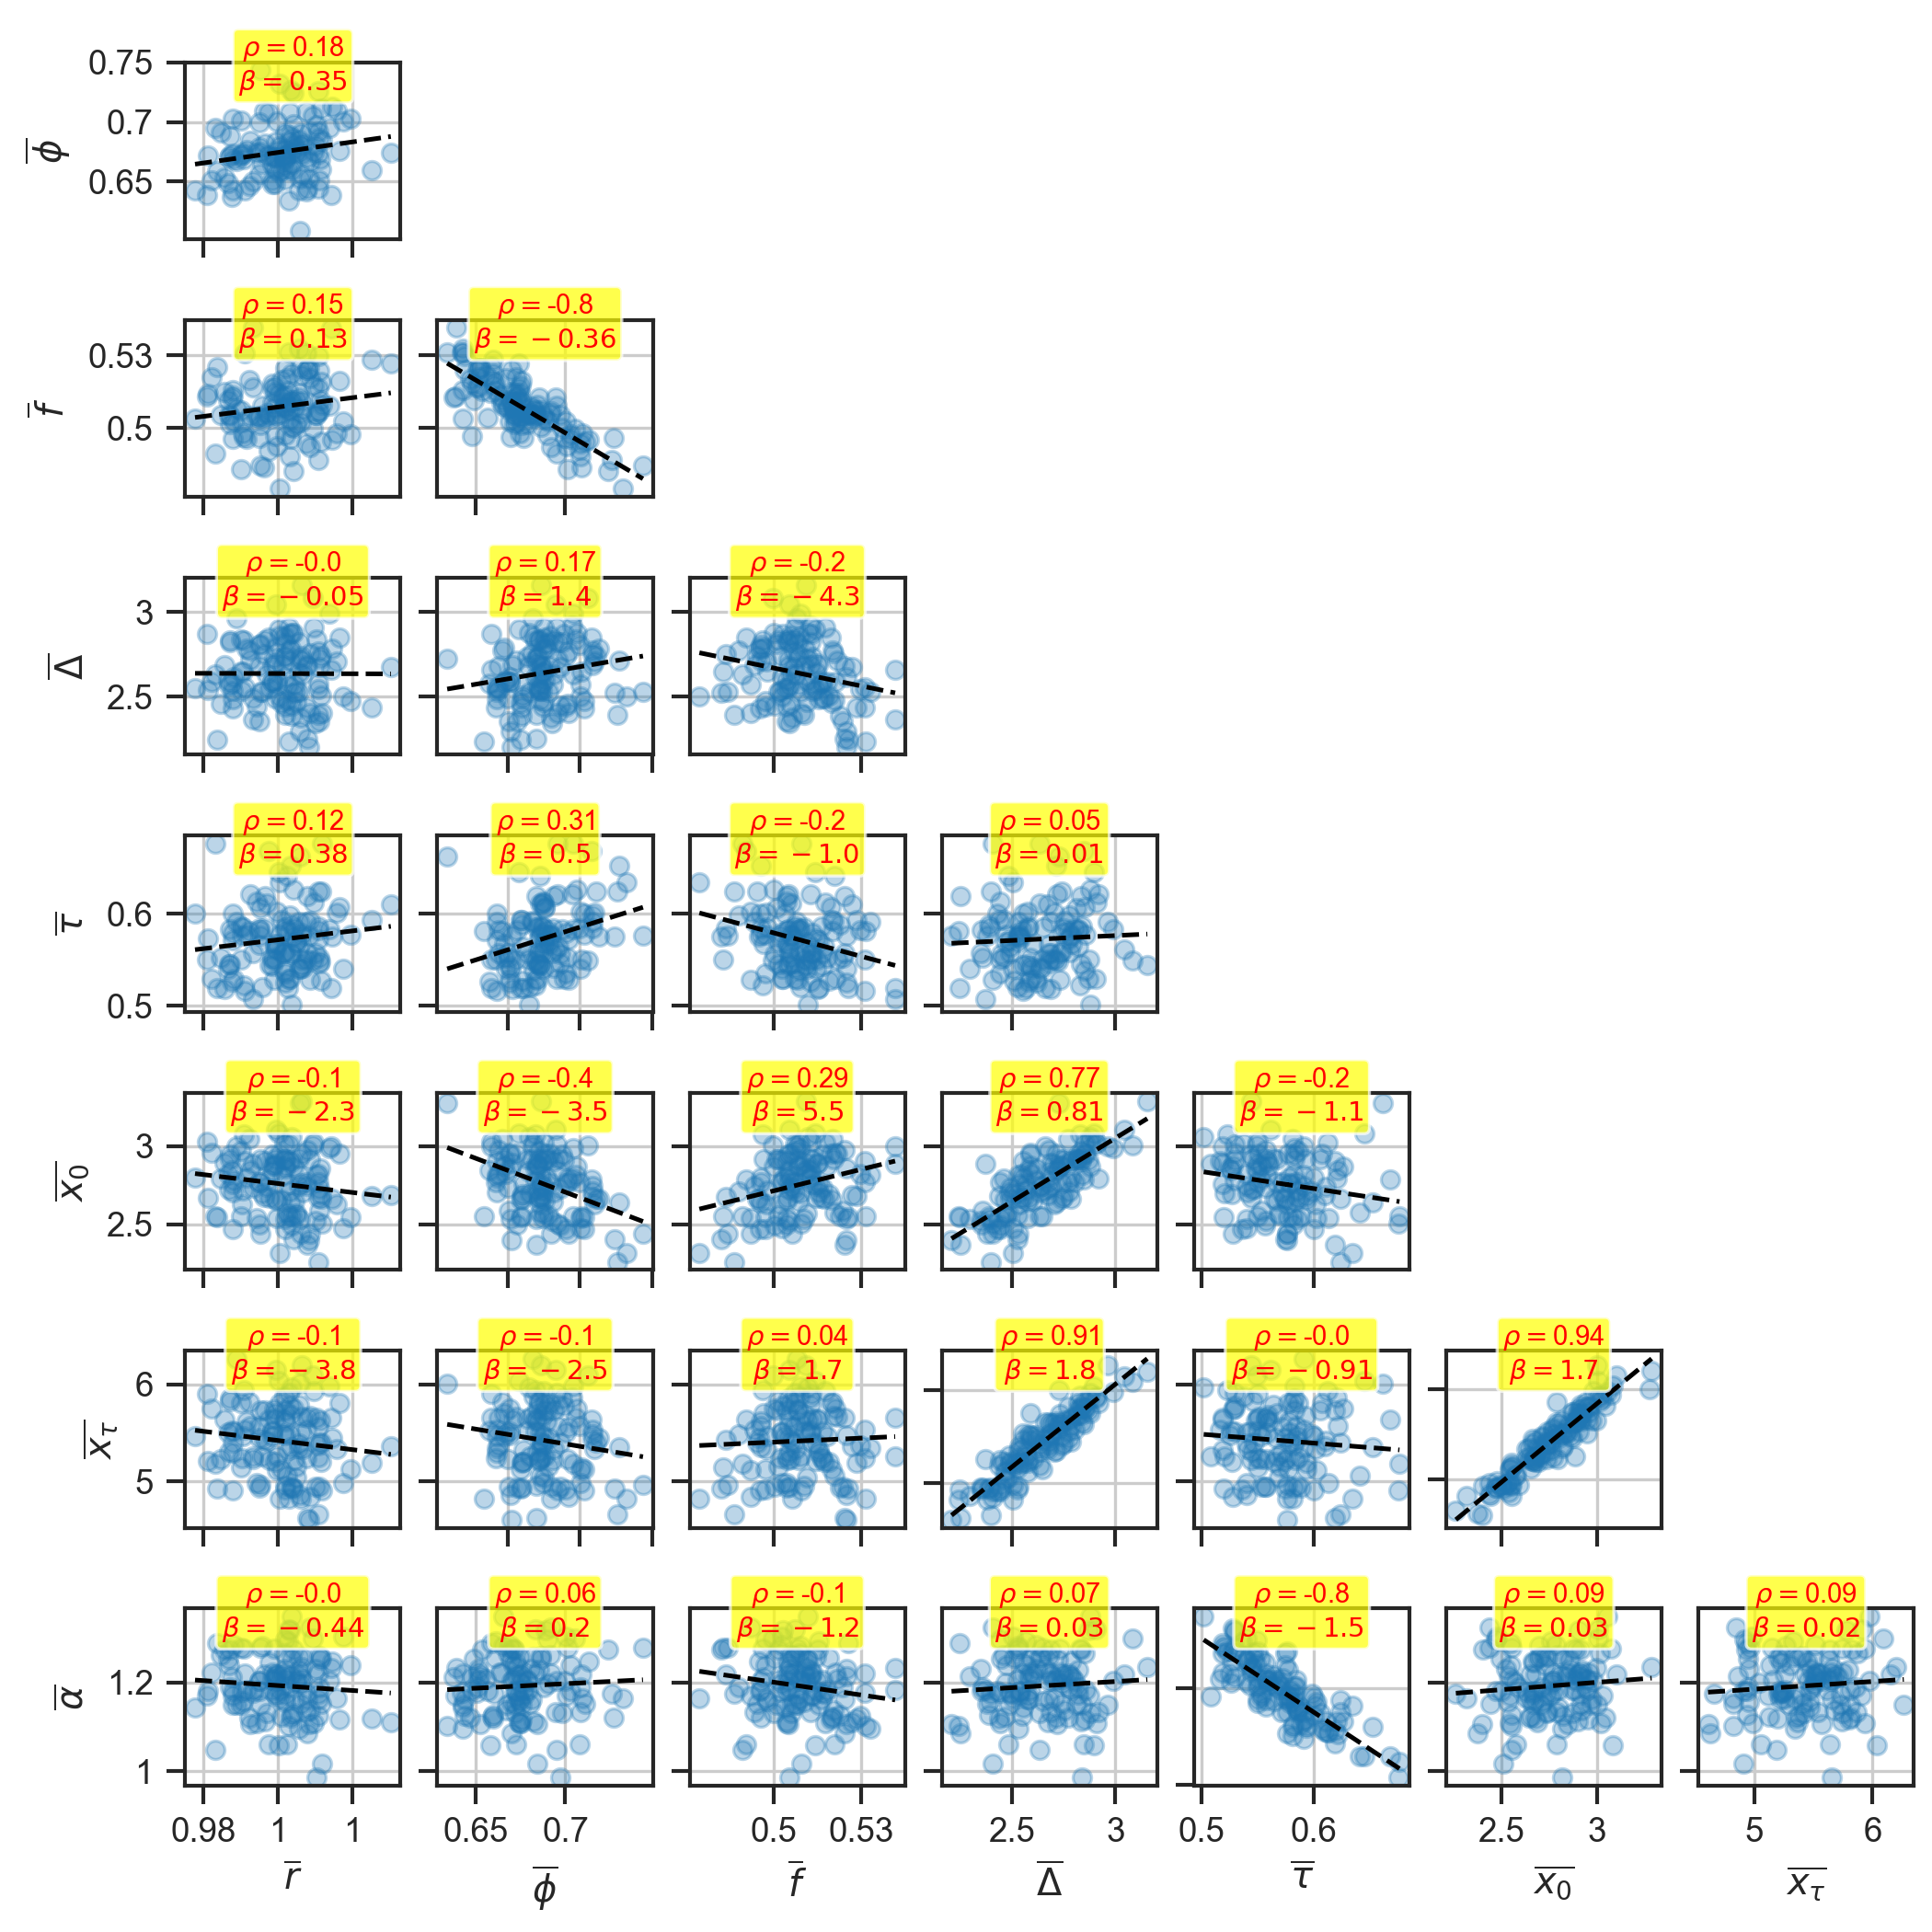 ρ = 0.18
β = 0.35
0.75
0.7
0.65
ϕ̅
ρ = 0.15
β = 0.13
ρ = -0.8
β = −0.36
0.53
0.5
f̅
ρ = -0.0
β = −0.05
ρ = 0.17
β = 1.4
ρ = -0.2
β = −4.3
3
2.5
Δ̅
ρ = 0.12
β = 0.38
ρ = 0.31
β = 0.5
ρ = -0.2
β = −1.0
ρ = 0.05
β = 0.01
0.6
0.5
τ̅
ρ = -0.1
β = −2.3
ρ = -0.4
β = −3.5
ρ = 0.29
β = 5.5
ρ = 0.77
β = 0.81
ρ = -0.2
β = −1.1
3
2.5
x̅₀
ρ = -0.1
β = −3.8
ρ = -0.1
β = −2.5
ρ = 0.04
β = 1.7
ρ = 0.91
β = 1.8
ρ = -0.0
β = −0.91
ρ = 0.94
β = 1.7
6
5
x̅_τ
ρ = -0.0
β = −0.44
ρ = 0.06
β = 0.2
ρ = -0.1
β = −1.2
ρ = 0.07
β = 0.03
ρ = -0.8
β = −1.5
ρ = 0.09
β = 0.03
ρ = 0.09
β = 0.02
1.2
1
α̅
0.98 1 1
0.65 0.7
0.5 0.53
2.5 3
0.5 0.6
2.5 3
5 6
r̅
ϕ̅
f̅
Δ̅
τ̅
x̅₀
x̅_τ